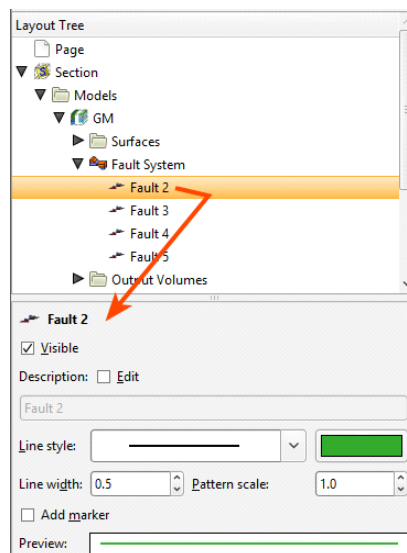 Layout Tree
Page
Section
Models
GM
Surfaces
Fault System
Fault 2
Fault 3
Fault 4
Fault 5
Output Volumes
Fault 2
Visible
Description: Edit
Fault 2
Line style:
Line width: 0.5 Pattern scale: 1.0
Add marker
Preview: